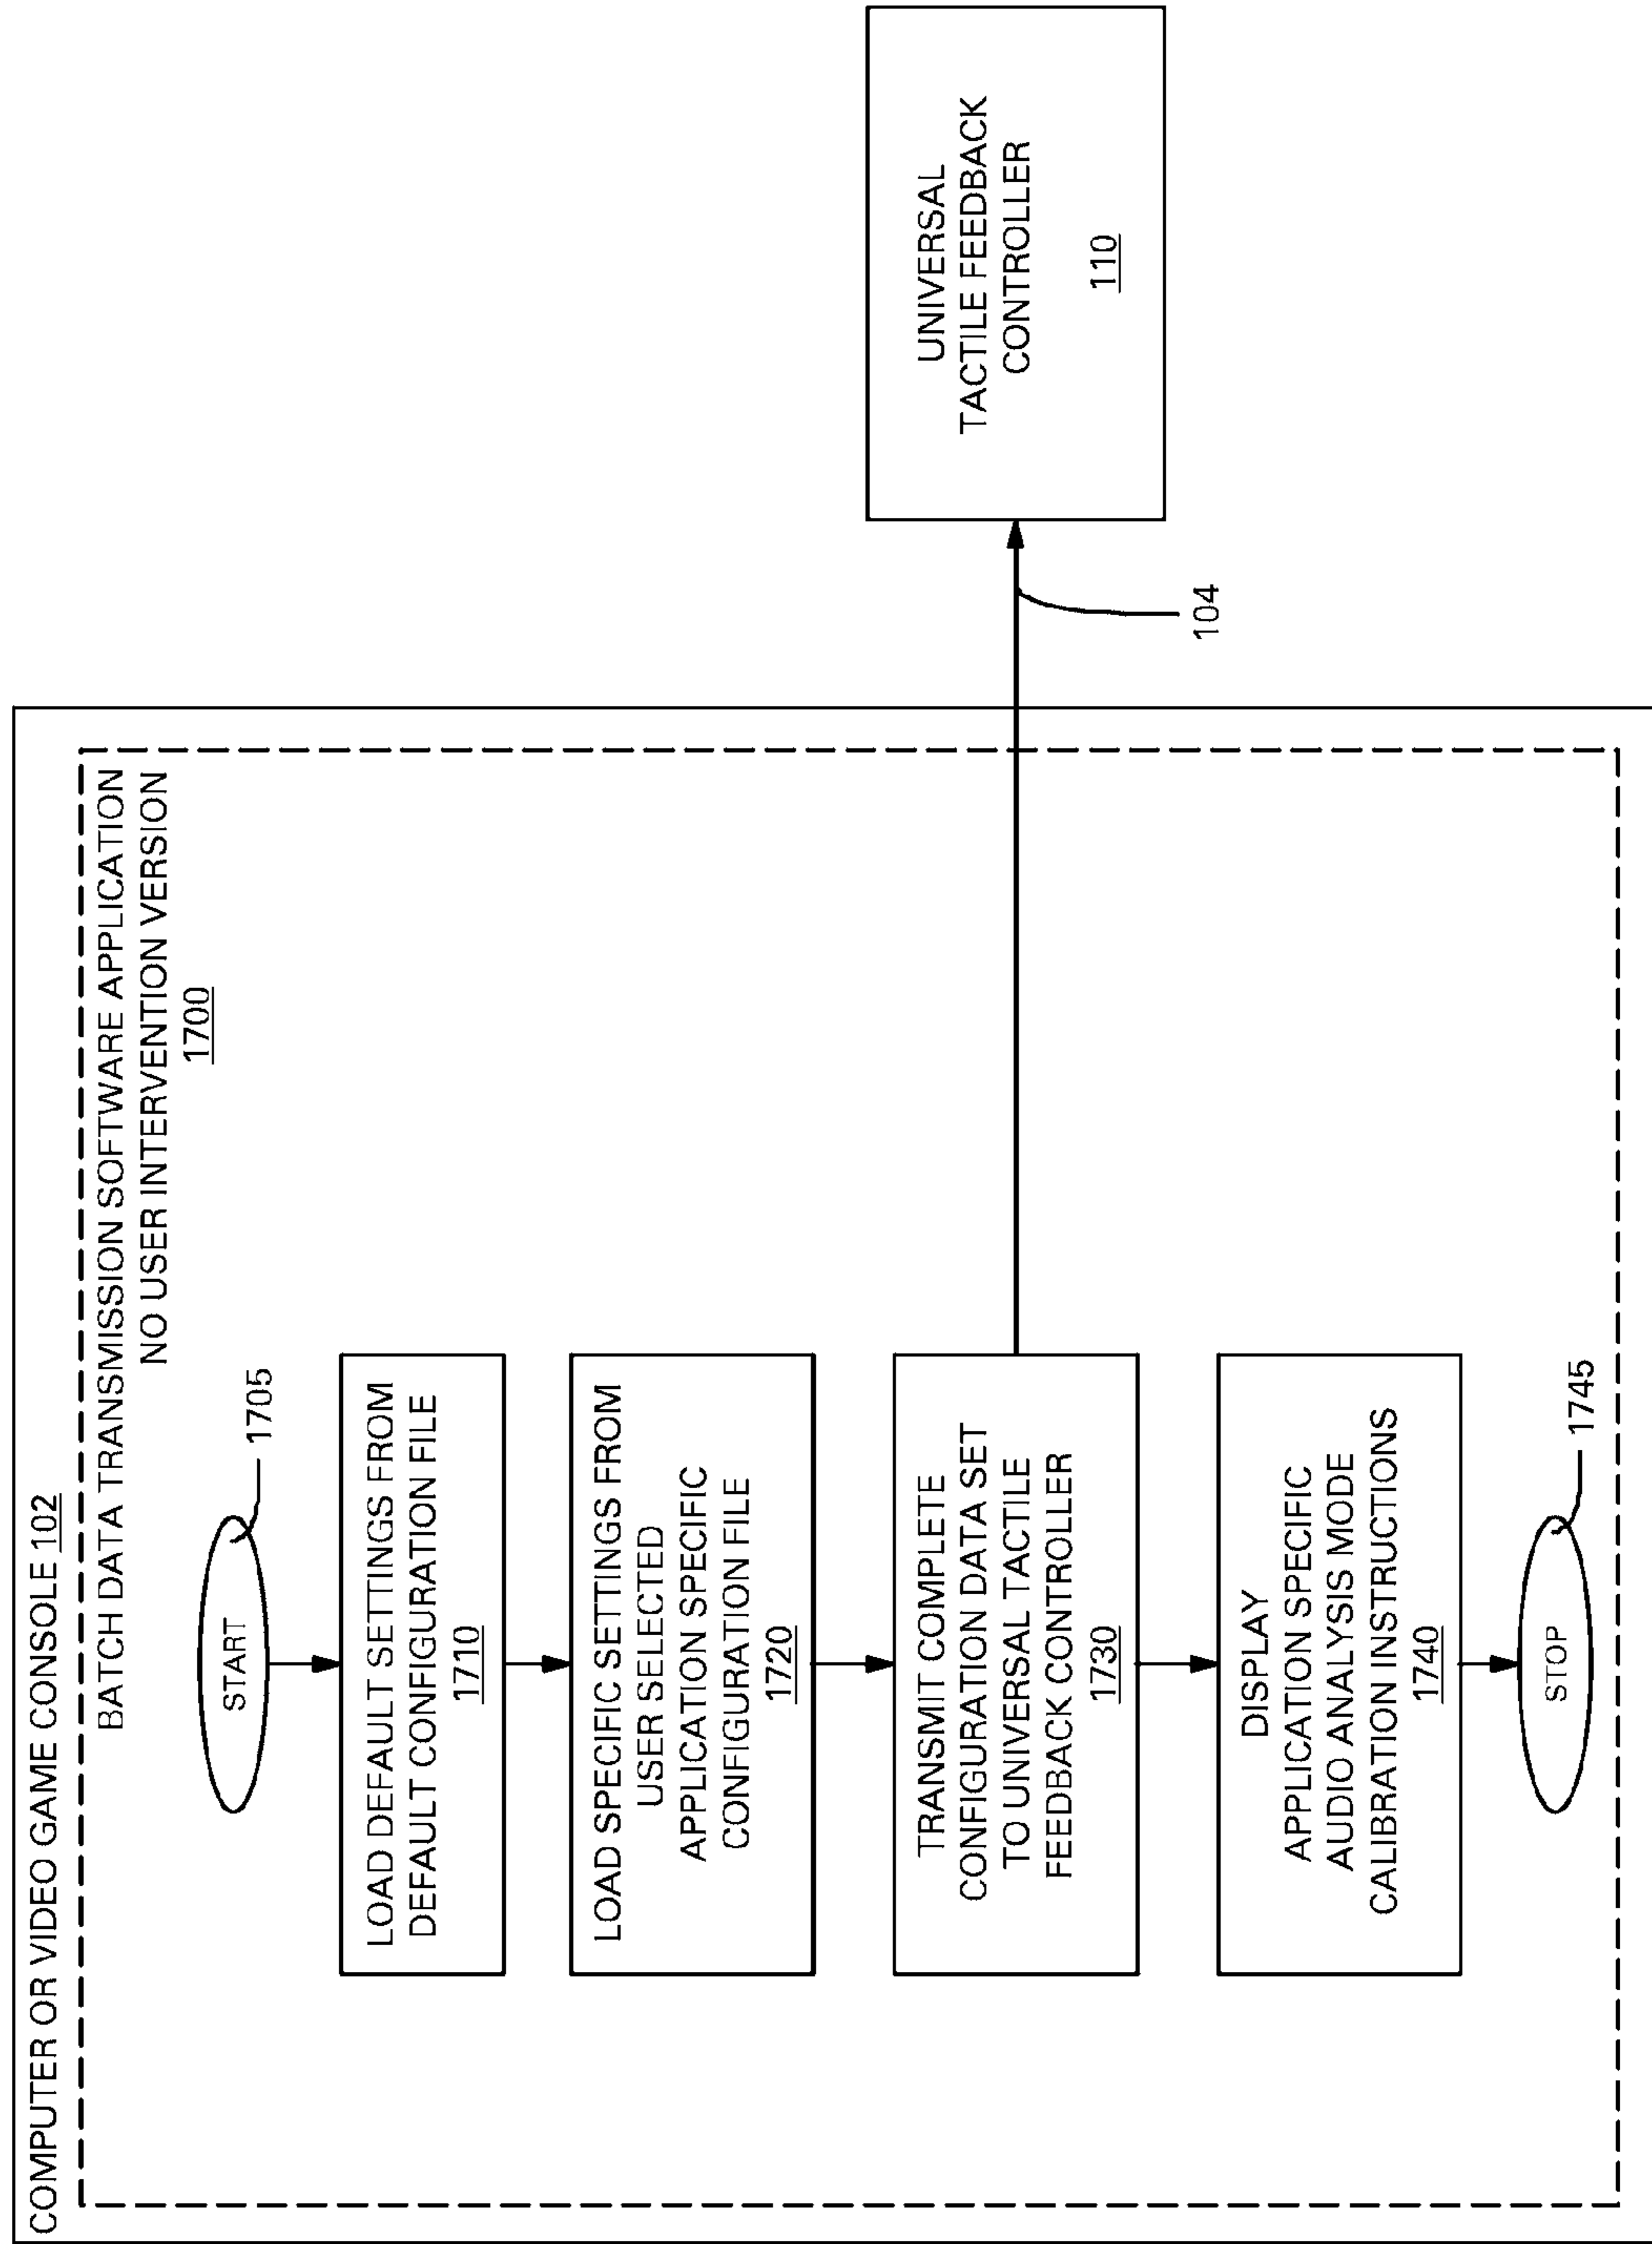 COMPUTER OR VIDEO GAME CONSOLE 102
BATCH DATA TRANSMISSION SOFTWARE APPLICATION
NO USER INTERVENTION VERSION
1700
START
1705
LOAD DEFAULT SETTINGS FROM
DEFAULT CONFIGURATION FILE
1710
LOAD SPECIFIC SETTINGS FROM
USER SELECTED
APPLICATION SPECIFIC
CONFIGURATION FILE
1720
TRANSMIT COMPLETE
CONFIGURATION DATA SET
TO UNIVERSAL TACTILE
FEEDBACK CONTROLLER
1730
104
UNIVERSAL
TACTILE FEEDBACK
CONTROLLER
110
DISPLAY
APPLICATION SPECIFIC
AUDIO ANALYSIS MODE
CALIBRATION INSTRUCTIONS
1740
STOP
1745